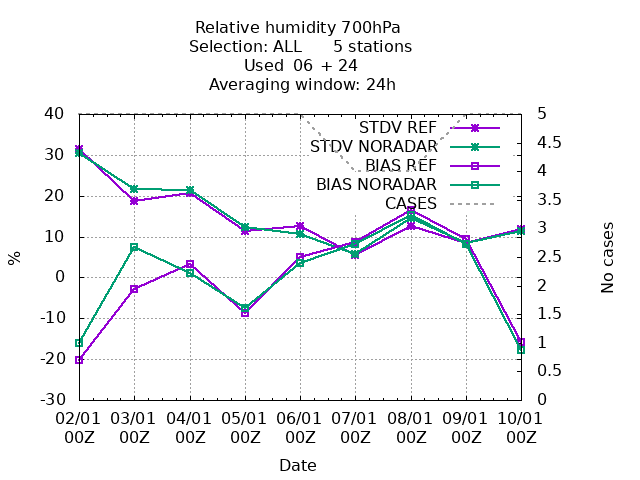 Relative humidity 700hPa
Selection: ALL 5 stations
Used 06 + 24
Averaging window: 24h
40 5
STDV REF
30 4.5
STDV NORADAR
4
BIAS REF
20 3.5
BIAS NORADAR
CASES
10 3
0 2.5
2
-10 1.5
-20 1
0.5
-30 0
%
No cases
02/01 03/01 04/01 05/01 06/01 07/01 08/01 09/01 10/01
00Z 00Z 00Z 00Z 00Z 00Z 00Z 00Z 00Z
Date